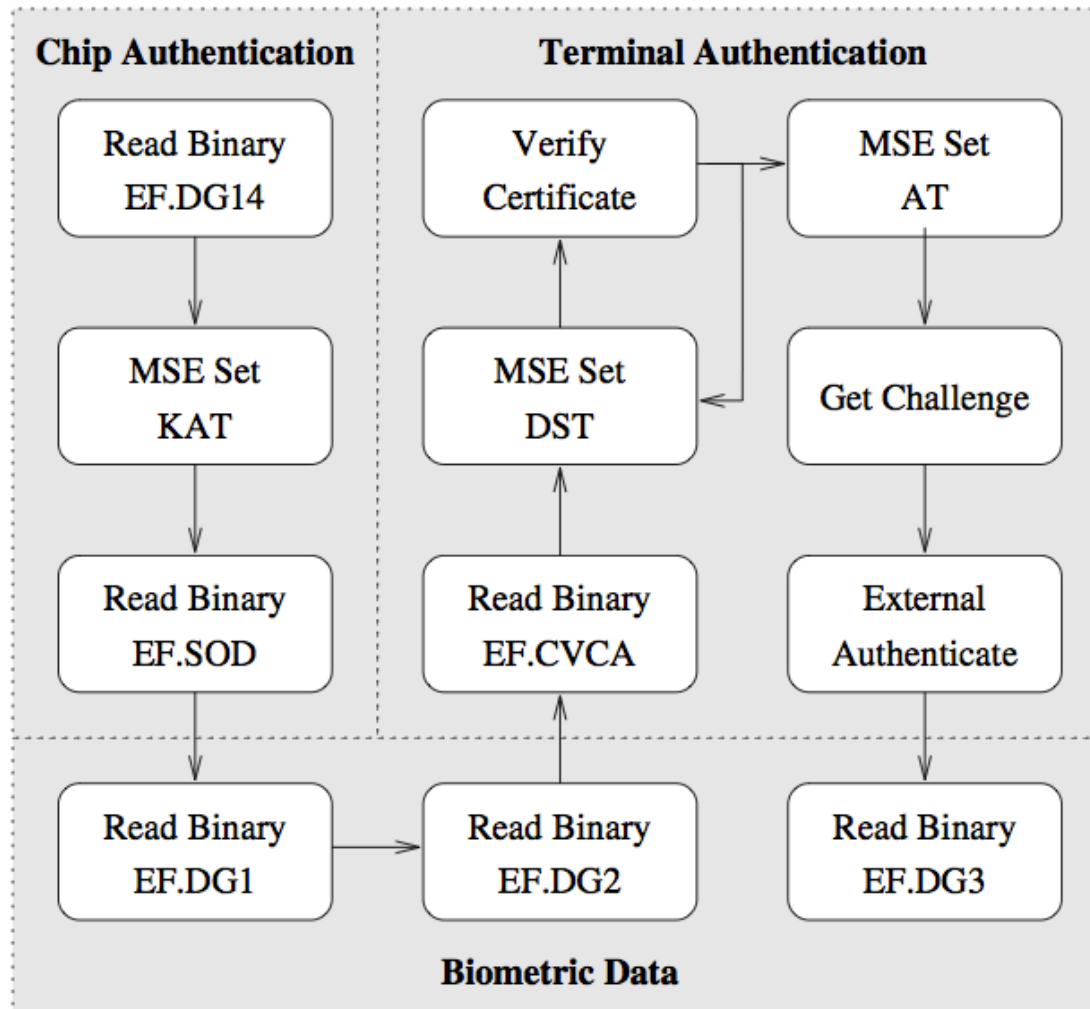 Chip Authentication
Terminal Authentication
Read Binary
EF.DG14
Verify
Certificate
MSE Set
AT
MSE Set
KAT
MSE Set
DST
Get Challenge
Read Binary
EF.SOD
Read Binary
EF.CVCA
External
Authenticate
Read Binary
EF.DG1
Read Binary
EF.DG2
Read Binary
EF.DG3
Biometric Data